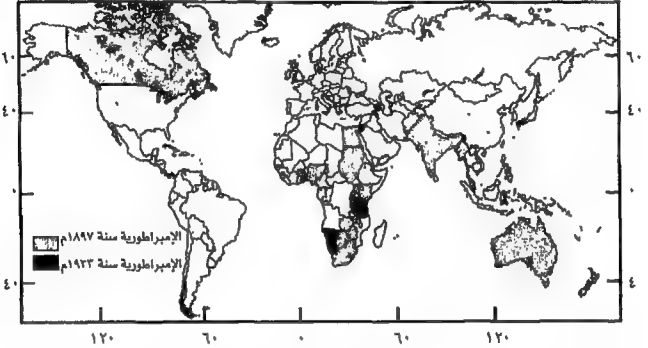 ٦٠ ٦٠
٤٠ ٤٠
٠ ٠
الإمبراطورية سنة ١٨٩٧م
الإمبراطورية سنة ١٩٢٣م
٤٠ ٤٠
١٢٠ ٦٠ ٠ ٦٠ ١٢٠